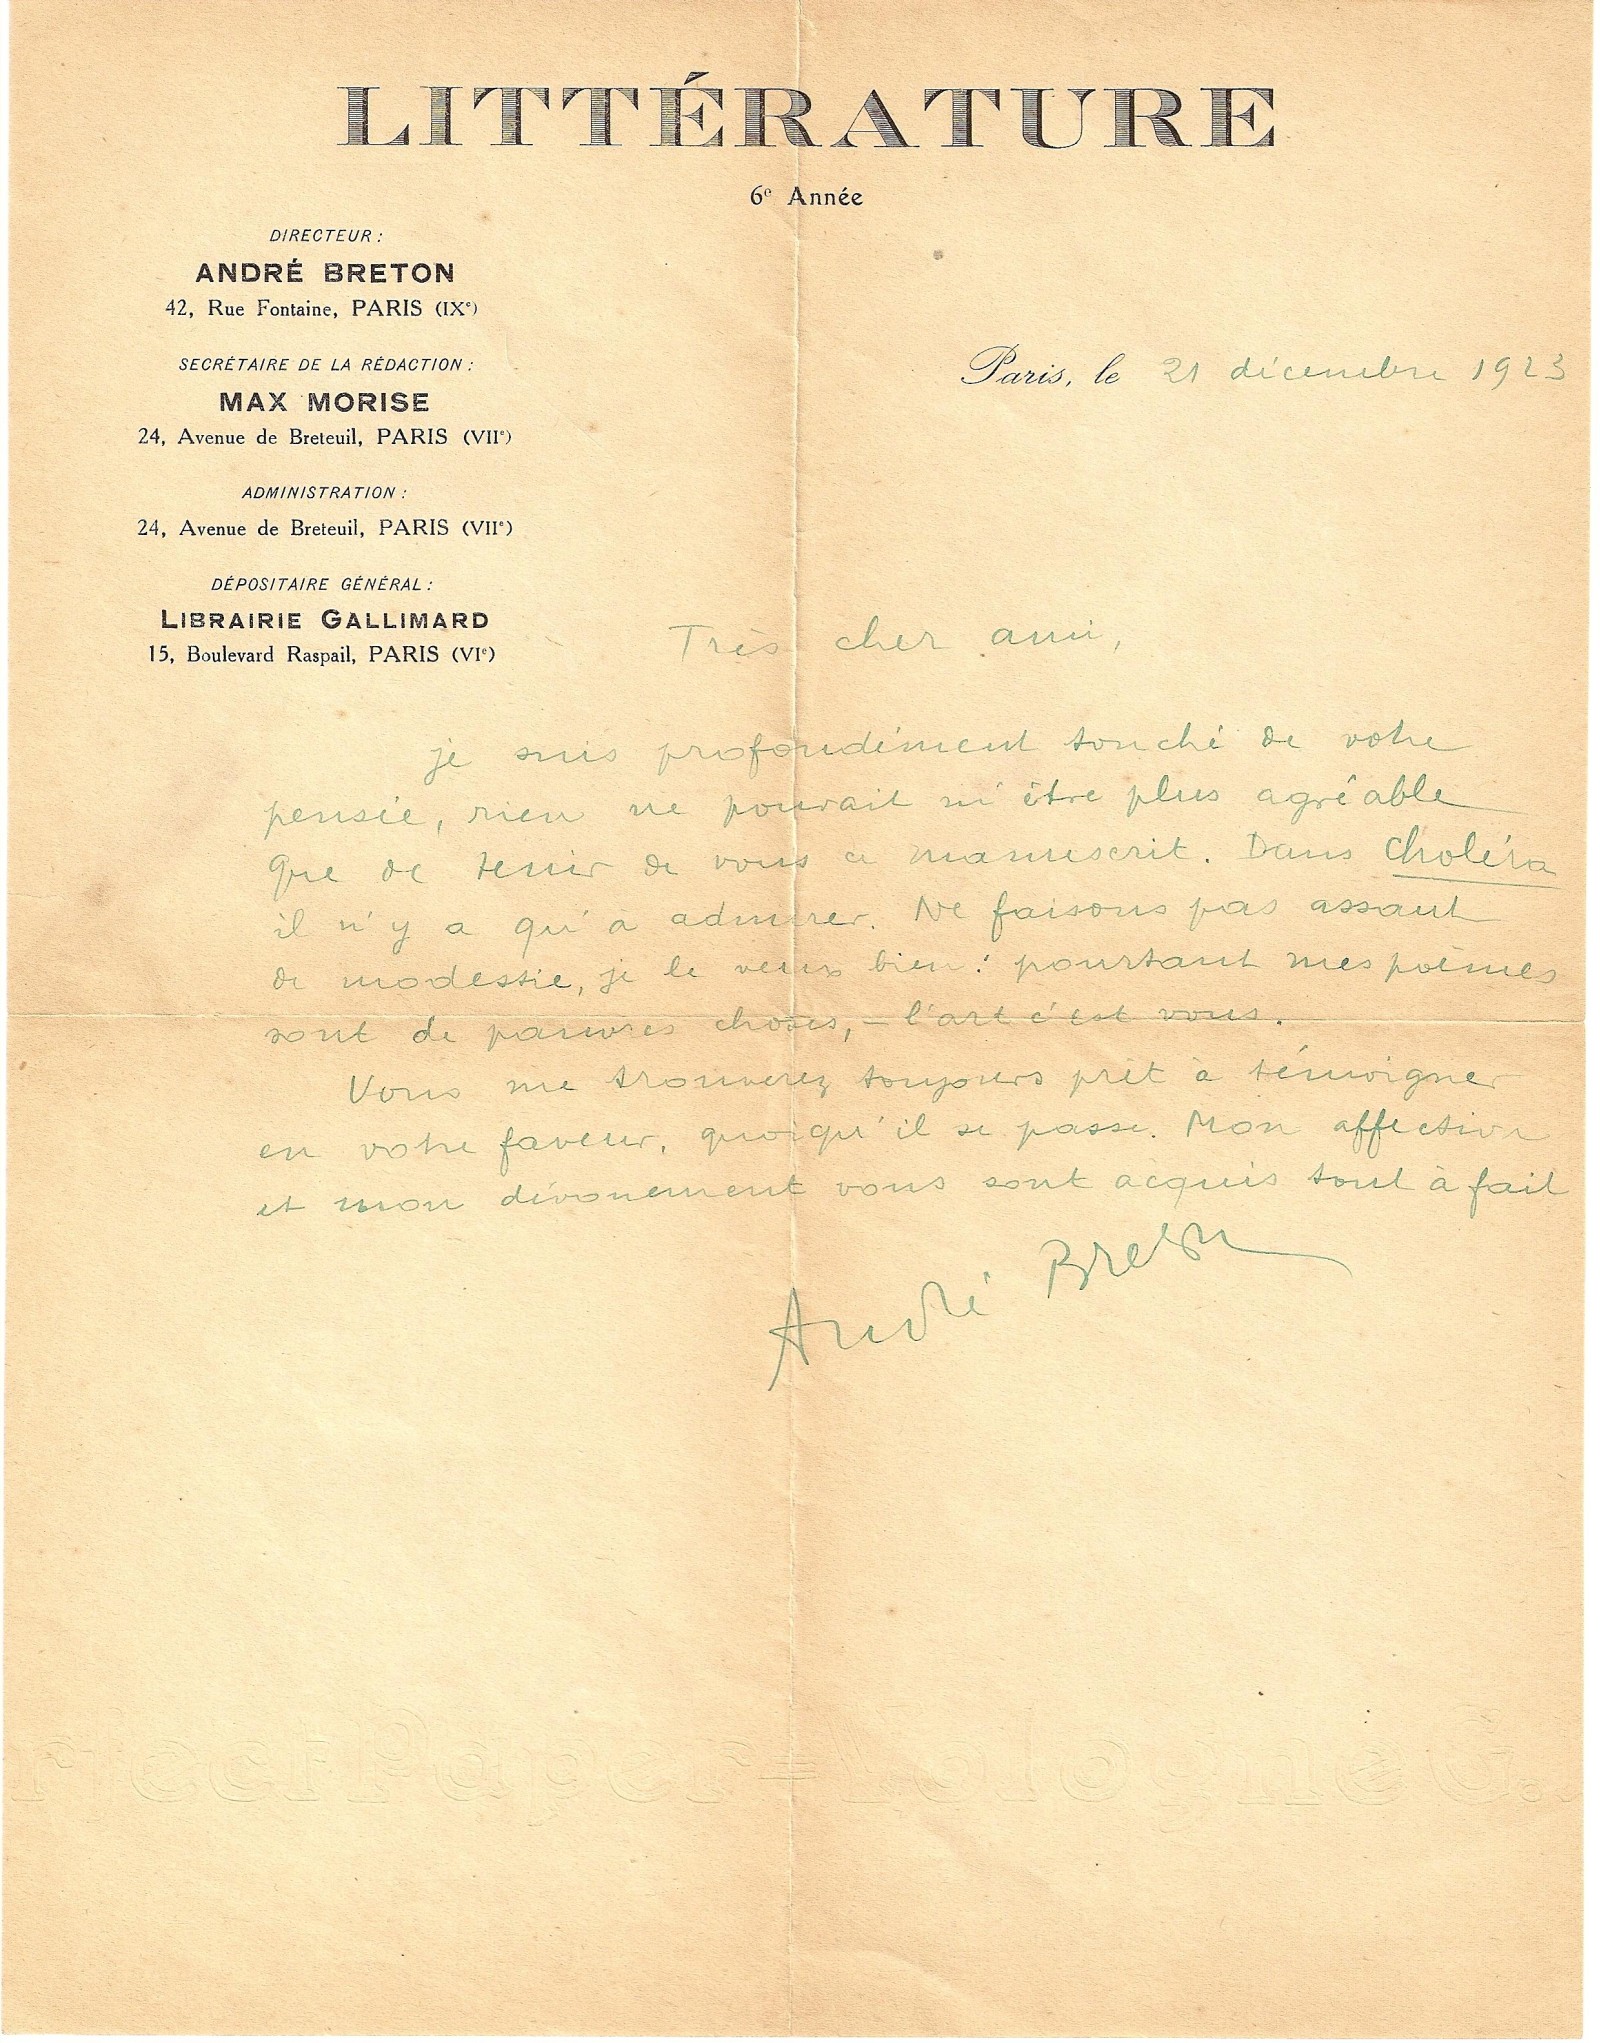 LITTÉRATURE
6e Année
DIRECTEUR :
ANDRÉ BRETON
42, Rue Fontaine, PARIS (IXe)
SECRÉTAIRE DE LA RÉDACTION :
MAX MORISE
24, Avenue de Breteuil, PARIS (VIIe)
ADMINISTRATION :
24, Avenue de Breteuil, PARIS (VIIe)
DÉPOSITAIRE GÉNÉRAL :
LIBRAIRIE GALLIMARD
15, Boulevard Raspail, PARIS (VIe)
Paris, le 21 décembre 1923
Très cher ami,
je suis profondément touché de votre
pensée, rien ne pouvait m'être plus agréable
que de tenir de vous ce manuscrit. Dans Choléra
il n'y a qu'à admirer. Ne faisons pas assaut
de modestie, je le veux bien : pourtant mes poèmes
sont de pauvres choses, – l'art c'est vous.
Vous me trouverez toujours prêt à témoigner
en votre faveur, quoiqu'il se passe. Mon affection
et mon dévouement vous sont acquis tout à fait
André Breton
Paper = Vologne G.